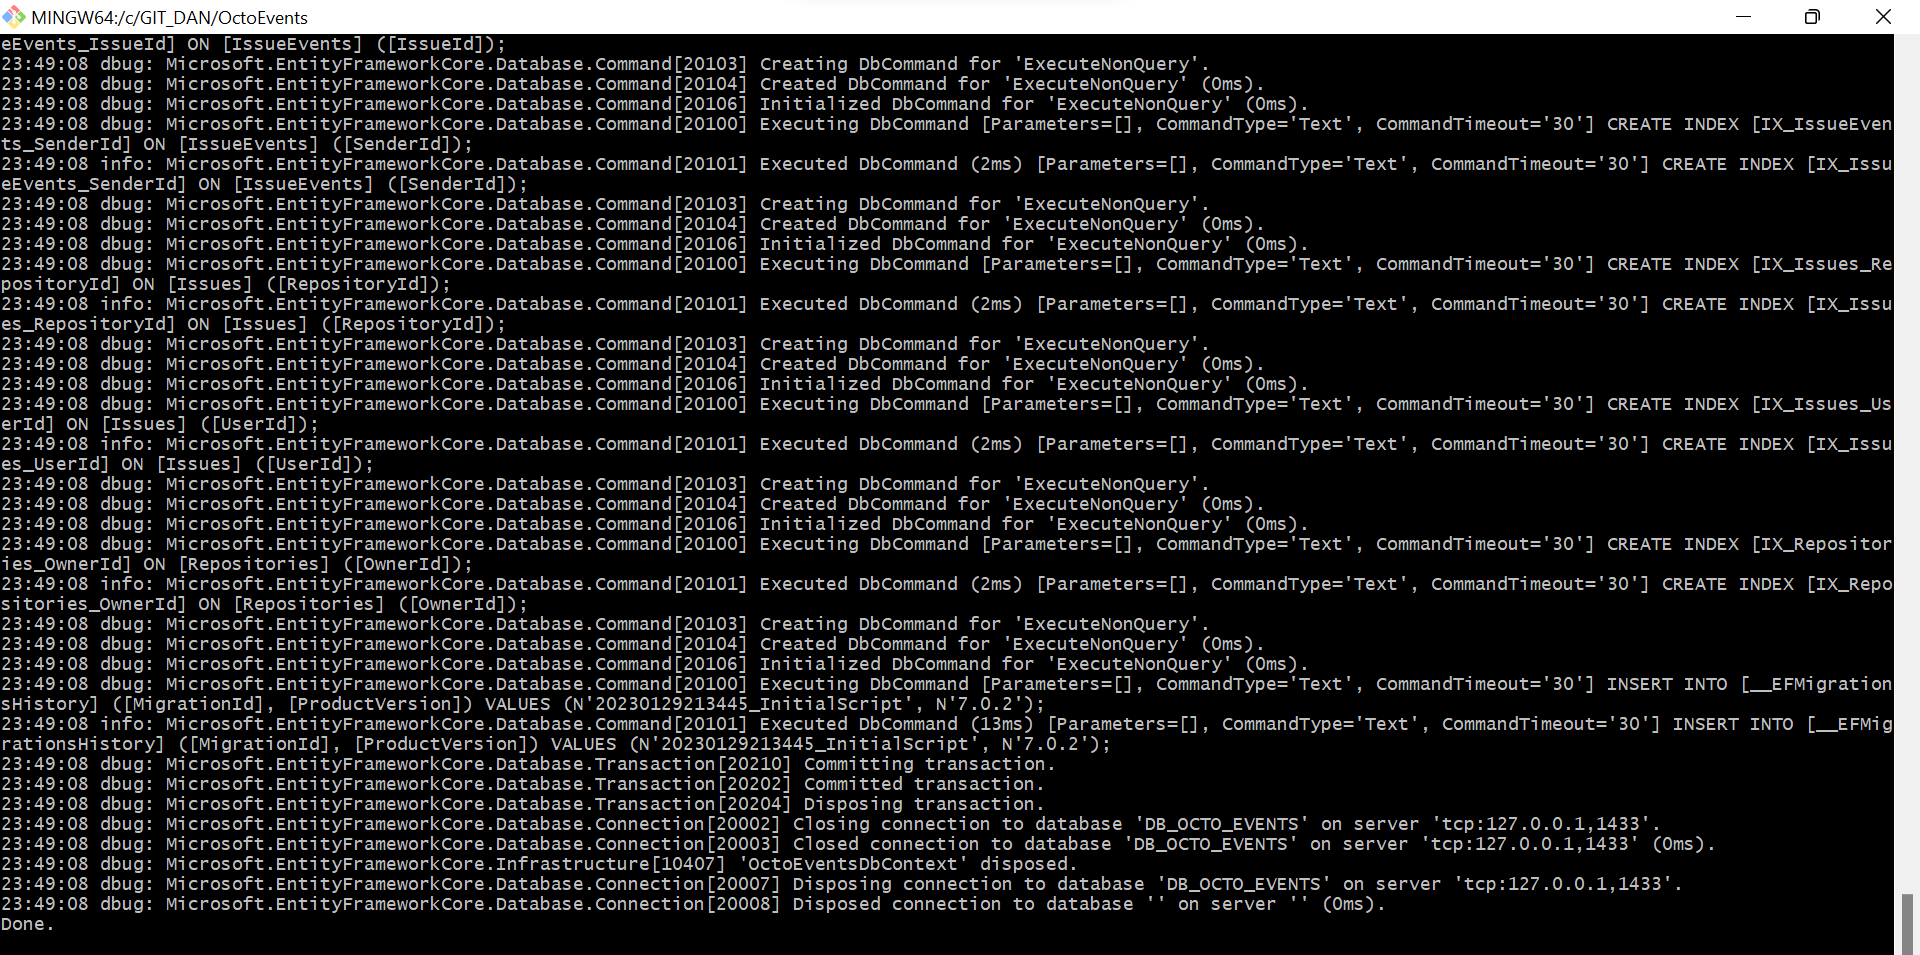 MINGW64:/c/GIT_DAN/OctoEvents
eEvents_IssueId] ON [IssueEvents] ([IssueId]);
23:49:08 dbug: Microsoft.EntityFrameworkCore.Database.Command[20103] Creating DbCommand for 'ExecuteNonQuery'.
23:49:08 dbug: Microsoft.EntityFrameworkCore.Database.Command[20104] Created DbCommand for 'ExecuteNonQuery' (0ms).
23:49:08 dbug: Microsoft.EntityFrameworkCore.Database.Command[20106] Initialized DbCommand for 'ExecuteNonQuery' (0ms).
23:49:08 dbug: Microsoft.EntityFrameworkCore.Database.Command[20100] Executing DbCommand [Parameters=[], CommandType='Text', CommandTimeout='30'] CREATE INDEX [IX_IssueEven
ts_SenderId] ON [IssueEvents] ([SenderId]);
23:49:08 info: Microsoft.EntityFrameworkCore.Database.Command[20101] Executed DbCommand (2ms) [Parameters=[], CommandType='Text', CommandTimeout='30'] CREATE INDEX [IX_Issu
eEvents_SenderId] ON [IssueEvents] ([SenderId]);
23:49:08 dbug: Microsoft.EntityFrameworkCore.Database.Command[20103] Creating DbCommand for 'ExecuteNonQuery'.
23:49:08 dbug: Microsoft.EntityFrameworkCore.Database.Command[20104] Created DbCommand for 'ExecuteNonQuery' (0ms).
23:49:08 dbug: Microsoft.EntityFrameworkCore.Database.Command[20106] Initialized DbCommand for 'ExecuteNonQuery' (0ms).
23:49:08 dbug: Microsoft.EntityFrameworkCore.Database.Command[20100] Executing DbCommand [Parameters=[], CommandType='Text', CommandTimeout='30'] CREATE INDEX [IX_Issues_Re
positoryId] ON [Issues] ([RepositoryId]);
23:49:08 info: Microsoft.EntityFrameworkCore.Database.Command[20101] Executed DbCommand (2ms) [Parameters=[], CommandType='Text', CommandTimeout='30'] CREATE INDEX [IX_Issu
es_RepositoryId] ON [Issues] ([RepositoryId]);
23:49:08 dbug: Microsoft.EntityFrameworkCore.Database.Command[20103] Creating DbCommand for 'ExecuteNonQuery'.
23:49:08 dbug: Microsoft.EntityFrameworkCore.Database.Command[20104] Created DbCommand for 'ExecuteNonQuery' (0ms).
23:49:08 dbug: Microsoft.EntityFrameworkCore.Database.Command[20106] Initialized DbCommand for 'ExecuteNonQuery' (0ms).
23:49:08 dbug: Microsoft.EntityFrameworkCore.Database.Command[20100] Executing DbCommand [Parameters=[], CommandType='Text', CommandTimeout='30'] CREATE INDEX [IX_Issues_Us
erId] ON [Issues] ([UserId]);
23:49:08 info: Microsoft.EntityFrameworkCore.Database.Command[20101] Executed DbCommand (2ms) [Parameters=[], CommandType='Text', CommandTimeout='30'] CREATE INDEX [IX_Issu
es_UserId] ON [Issues] ([UserId]);
23:49:08 dbug: Microsoft.EntityFrameworkCore.Database.Command[20103] Creating DbCommand for 'ExecuteNonQuery'.
23:49:08 dbug: Microsoft.EntityFrameworkCore.Database.Command[20104] Created DbCommand for 'ExecuteNonQuery' (0ms).
23:49:08 dbug: Microsoft.EntityFrameworkCore.Database.Command[20106] Initialized DbCommand for 'ExecuteNonQuery' (0ms).
23:49:08 dbug: Microsoft.EntityFrameworkCore.Database.Command[20100] Executing DbCommand [Parameters=[], CommandType='Text', CommandTimeout='30'] CREATE INDEX [IX_Repositor
ies_OwnerId] ON [Repositories] ([OwnerId]);
23:49:08 info: Microsoft.EntityFrameworkCore.Database.Command[20101] Executed DbCommand (2ms) [Parameters=[], CommandType='Text', CommandTimeout='30'] CREATE INDEX [IX_Repo
sitories_OwnerId] ON [Repositories] ([OwnerId]);
23:49:08 dbug: Microsoft.EntityFrameworkCore.Database.Command[20103] Creating DbCommand for 'ExecuteNonQuery'.
23:49:08 dbug: Microsoft.EntityFrameworkCore.Database.Command[20104] Created DbCommand for 'ExecuteNonQuery' (0ms).
23:49:08 dbug: Microsoft.EntityFrameworkCore.Database.Command[20106] Initialized DbCommand for 'ExecuteNonQuery' (0ms).
23:49:08 dbug: Microsoft.EntityFrameworkCore.Database.Command[20100] Executing DbCommand [Parameters=[], CommandType='Text', CommandTimeout='30'] INSERT INTO [__EFMigration
sHistory] ([MigrationId], [ProductVersion]) VALUES (N'20230129213445_InitialScript', N'7.0.2');
23:49:08 info: Microsoft.EntityFrameworkCore.Database.Command[20101] Executed DbCommand (13ms) [Parameters=[], CommandType='Text', CommandTimeout='30'] INSERT INTO [__EFMig
rationsHistory] ([MigrationId], [ProductVersion]) VALUES (N'20230129213445_InitialScript', N'7.0.2');
23:49:08 dbug: Microsoft.EntityFrameworkCore.Database.Transaction[20210] Committing transaction.
23:49:08 dbug: Microsoft.EntityFrameworkCore.Database.Transaction[20202] Committed transaction.
23:49:08 dbug: Microsoft.EntityFrameworkCore.Database.Transaction[20204] Disposing transaction.
23:49:08 dbug: Microsoft.EntityFrameworkCore.Database.Connection[20002] Closing connection to database 'DB_OCTO_EVENTS' on server 'tcp:127.0.0.1,1433'.
23:49:08 dbug: Microsoft.EntityFrameworkCore.Database.Connection[20003] Closed connection to database 'DB_OCTO_EVENTS' on server 'tcp:127.0.0.1,1433' (0ms).
23:49:08 dbug: Microsoft.EntityFrameworkCore.Infrastructure[10407] 'OctoEventsDbContext' disposed.
23:49:08 dbug: Microsoft.EntityFrameworkCore.Database.Connection[20007] Disposing connection to database 'DB_OCTO_EVENTS' on server 'tcp:127.0.0.1,1433'.
23:49:08 dbug: Microsoft.EntityFrameworkCore.Database.Connection[20008] Disposed connection to database '' on server '' (0ms).
Done.